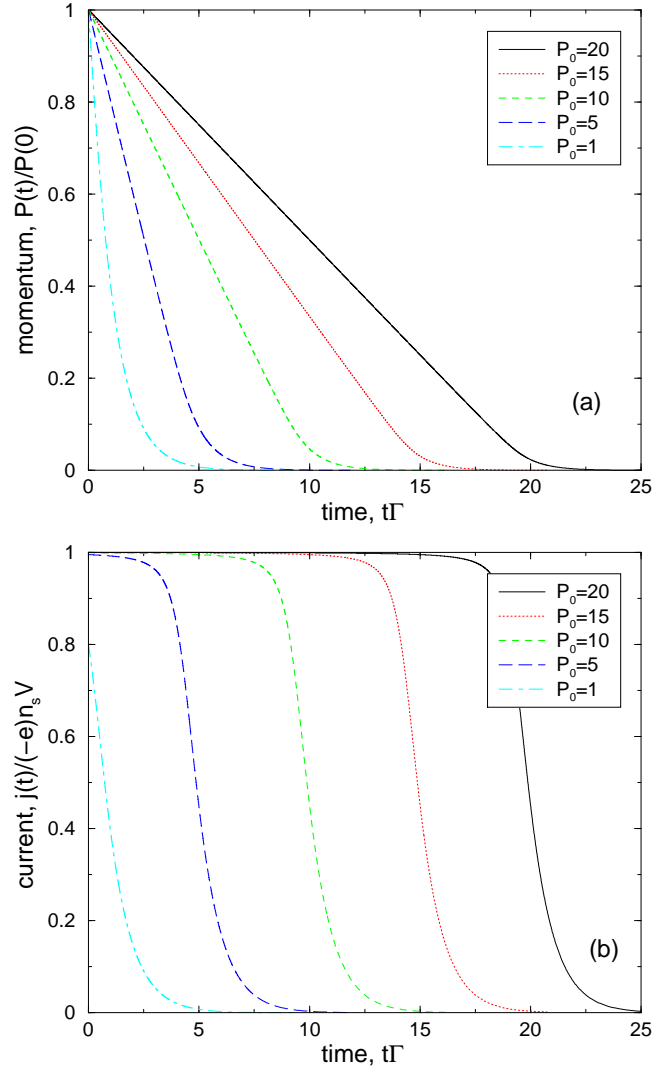 1
0.8
0.6
0.4
0.2
0
momentum, P(t)/P(0)
P₀=20
P₀=15
P₀=10
P₀=5
P₀=1
(a)
0 5 10 15 20 25
time, tΓ
1
0.8
0.6
0.4
0.2
0
current, j(t)/(−e)nₛV
P₀=20
P₀=15
P₀=10
P₀=5
P₀=1
(b)
0 5 10 15 20 25
time, tΓ